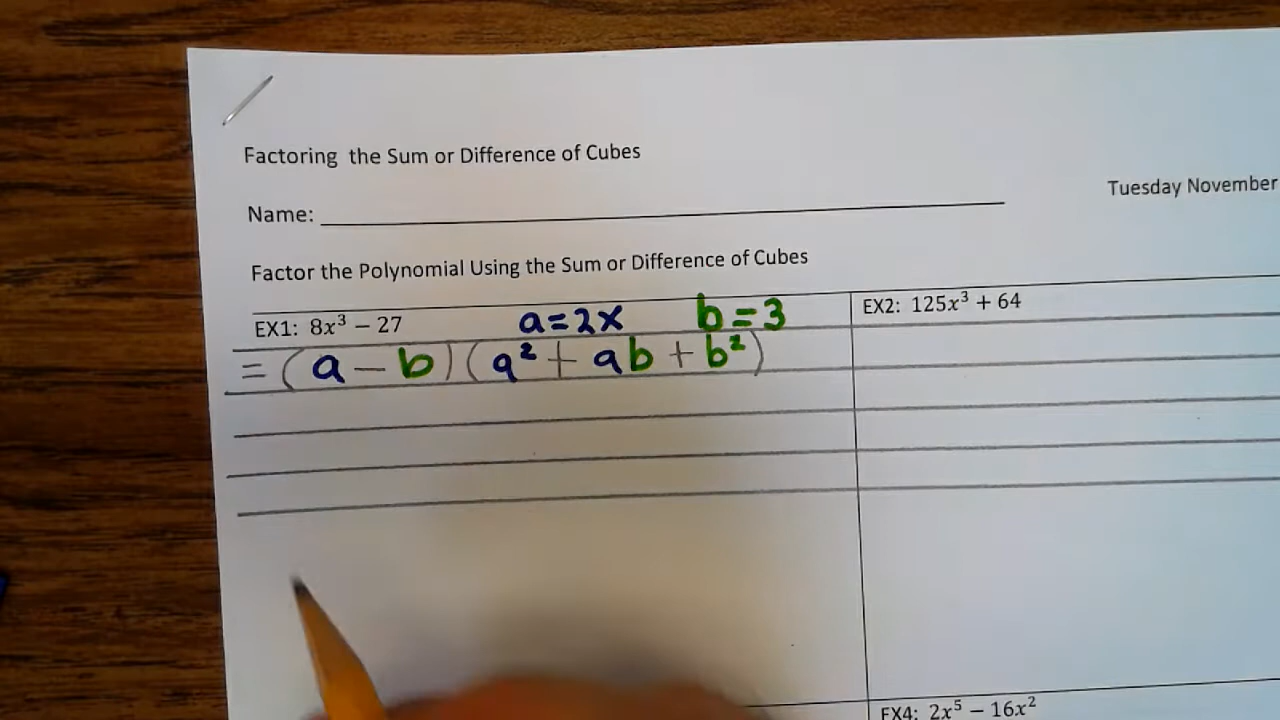 Factoring the Sum or Difference of Cubes
Tuesday November
Name:
Factor the Polynomial Using the Sum or Difference of Cubes
EX1: 8x³ − 27 a=2x b=3
EX2: 125x³ + 64
=(a−b)(a²+ab+b²)
EX4: 2x⁵ − 16x²